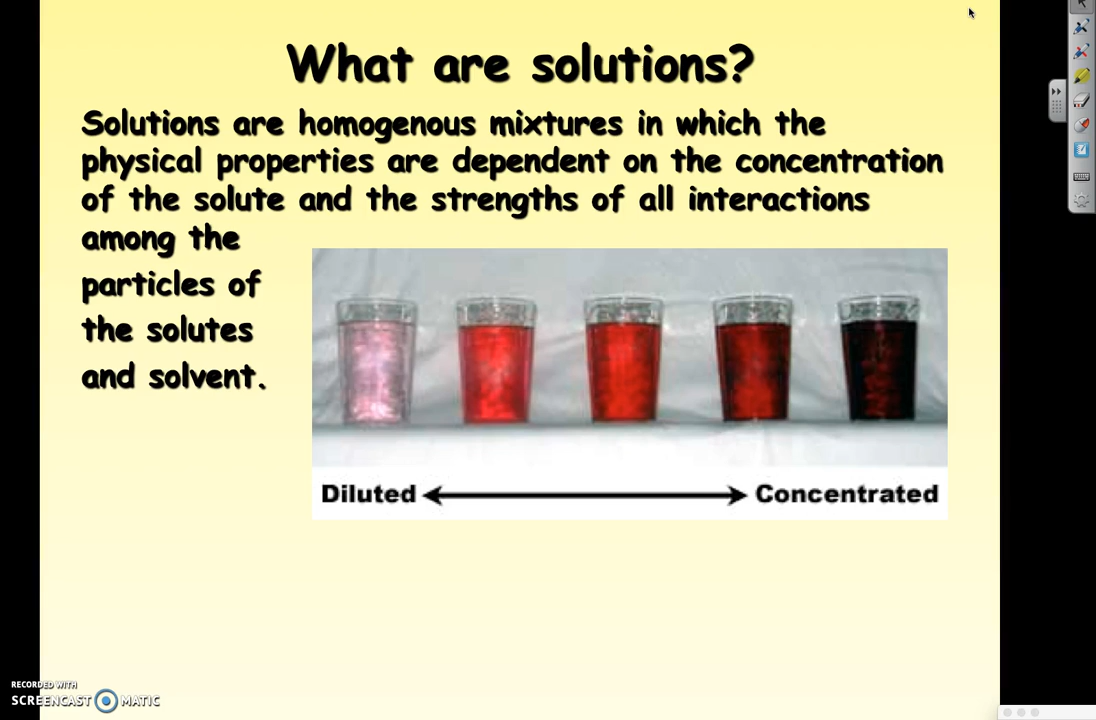 What are solutions?
Solutions are homogenous mixtures in which the
physical properties are dependent on the concentration
of the solute and the strengths of all interactions
among the
particles of
the solutes
and solvent.
Diluted
Concentrated
RECORDED WITH
SCREENCAST MATIC